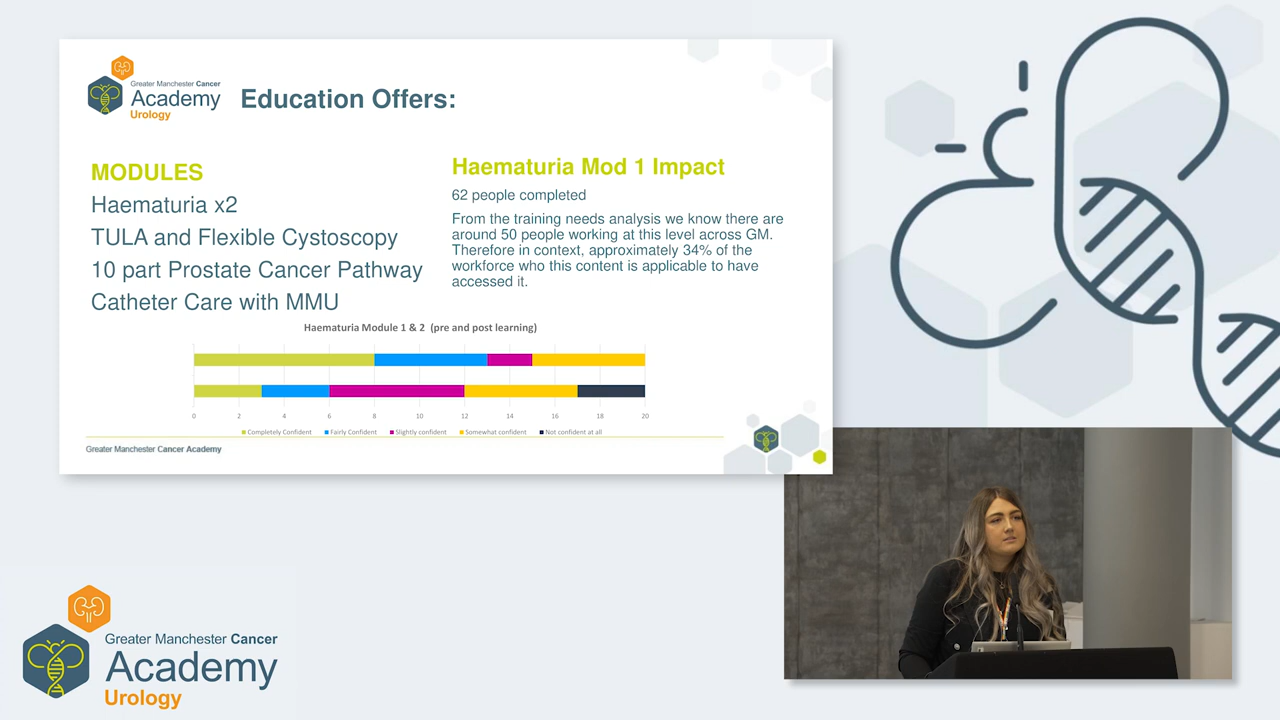 Greater Manchester Cancer
Academy
Urology
Education Offers:
MODULES
Haematuria x2
TULA and Flexible Cystoscopy
10 part Prostate Cancer Pathway
Catheter Care with MMU
Haematuria Mod 1 Impact
62 people completed
From the training needs analysis we know there are
around 50 people working at this level across GM.
Therefore in context, approximately 34% of the
workforce who this content is applicable to have
accessed it.
Haematuria Module 1 & 2 (pre and post learning)
0 2 4 6 8 10 12 14 16 18 20
Completely Confident Fairly Confident Slightly confident Somewhat confident Not confident at all
Greater Manchester Cancer Academy
Greater Manchester Cancer
Academy
Urology